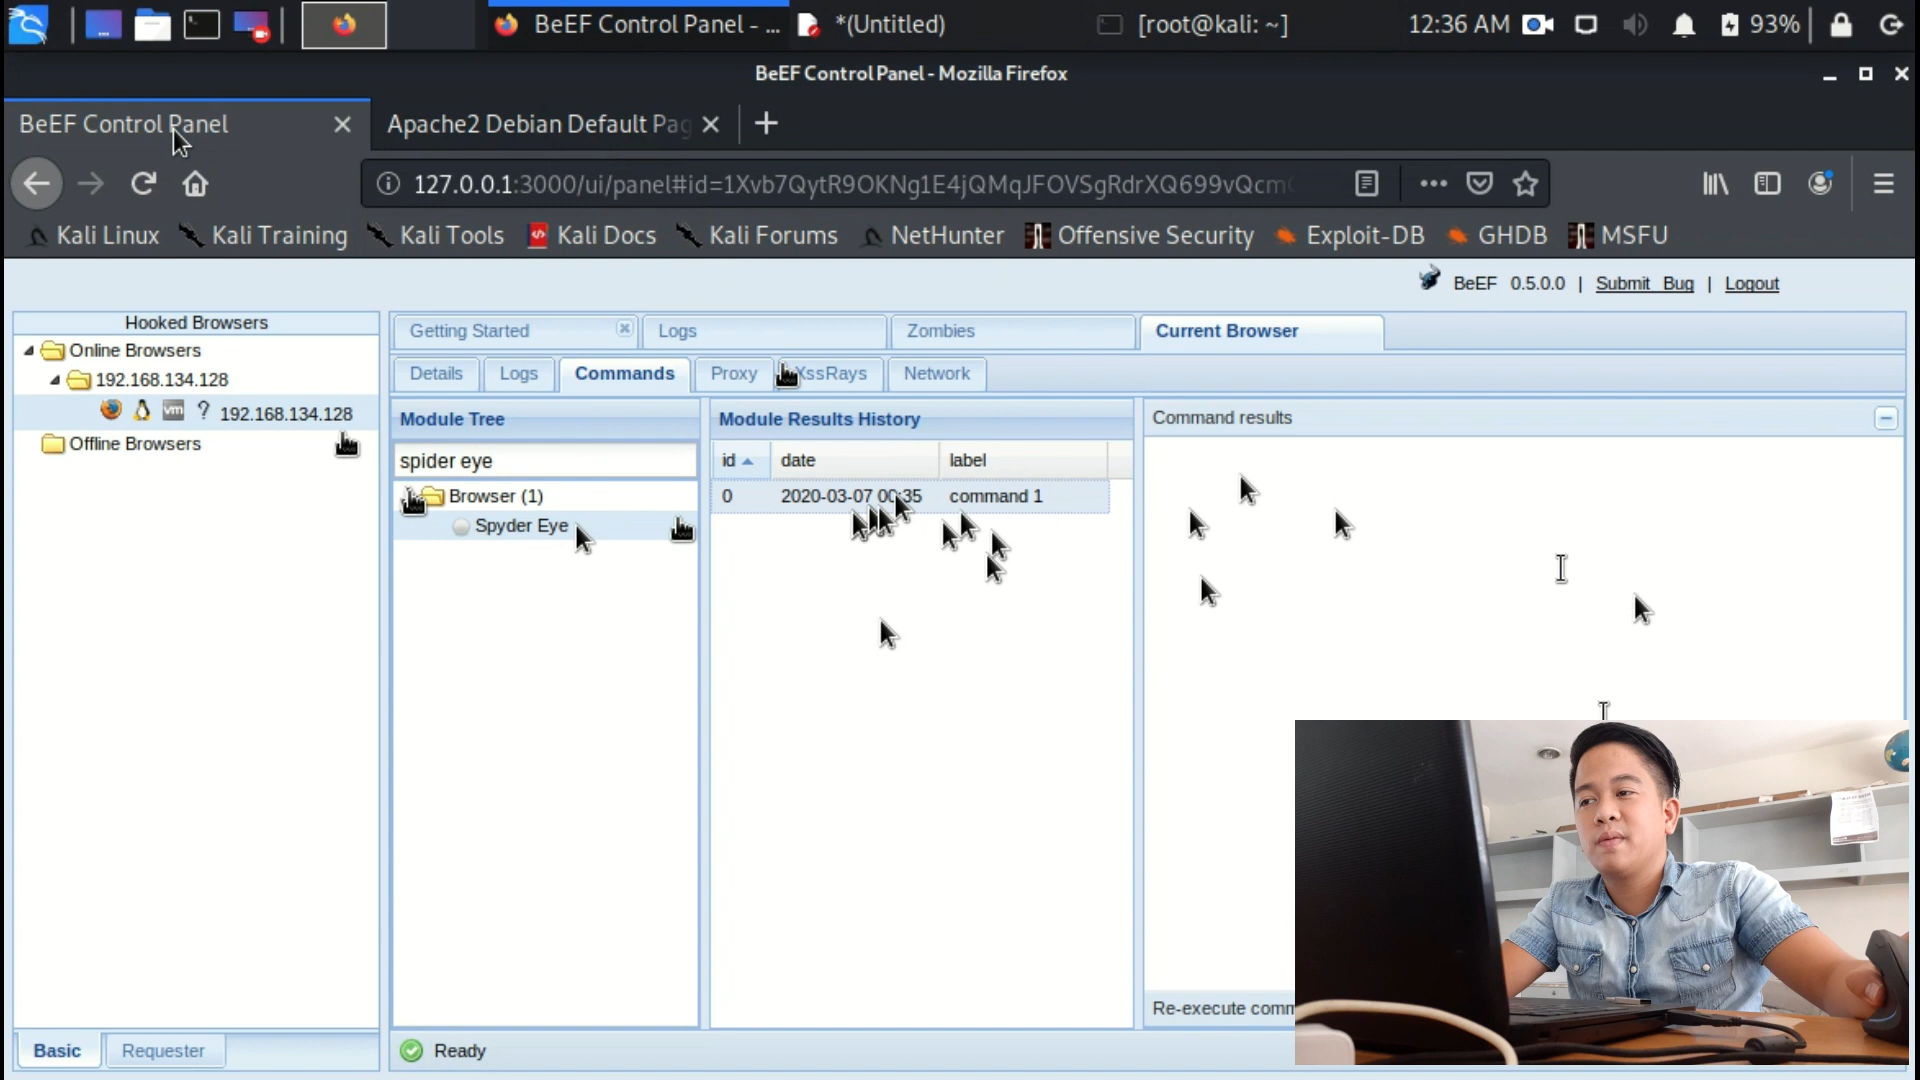 BeEF Control Panel - ...
*(Untitled)
[root@kali: ~]
12:36 AM
93%
BeEF Control Panel - Mozilla Firefox
BeEF Control Panel
Apache2 Debian Default Pag
127.0.0.1:3000/ui/panel#id=1Xvb7QytR9OKNg1E4jQMqJFOVSgRdrXQ699vQcm
Kali Linux
Kali Training
Kali Tools
Kali Docs
Kali Forums
NetHunter
Offensive Security
Exploit-DB
GHDB
MSFU
BeEF 0.5.0.0 | Submit Bug | Logout
Hooked Browsers
Online Browsers
192.168.134.128
vm ? 192.168.134.128
Offline Browsers
Basic
Requester
Getting Started
Logs
Zombies
Current Browser
Details
Logs
Commands
Proxy
XssRays
Network
Module Tree
spider eye
Browser (1)
Spyder Eye
Module Results History
id date label
0 2020-03-07 00:35 command 1
Command results
Re-execute comm
Ready